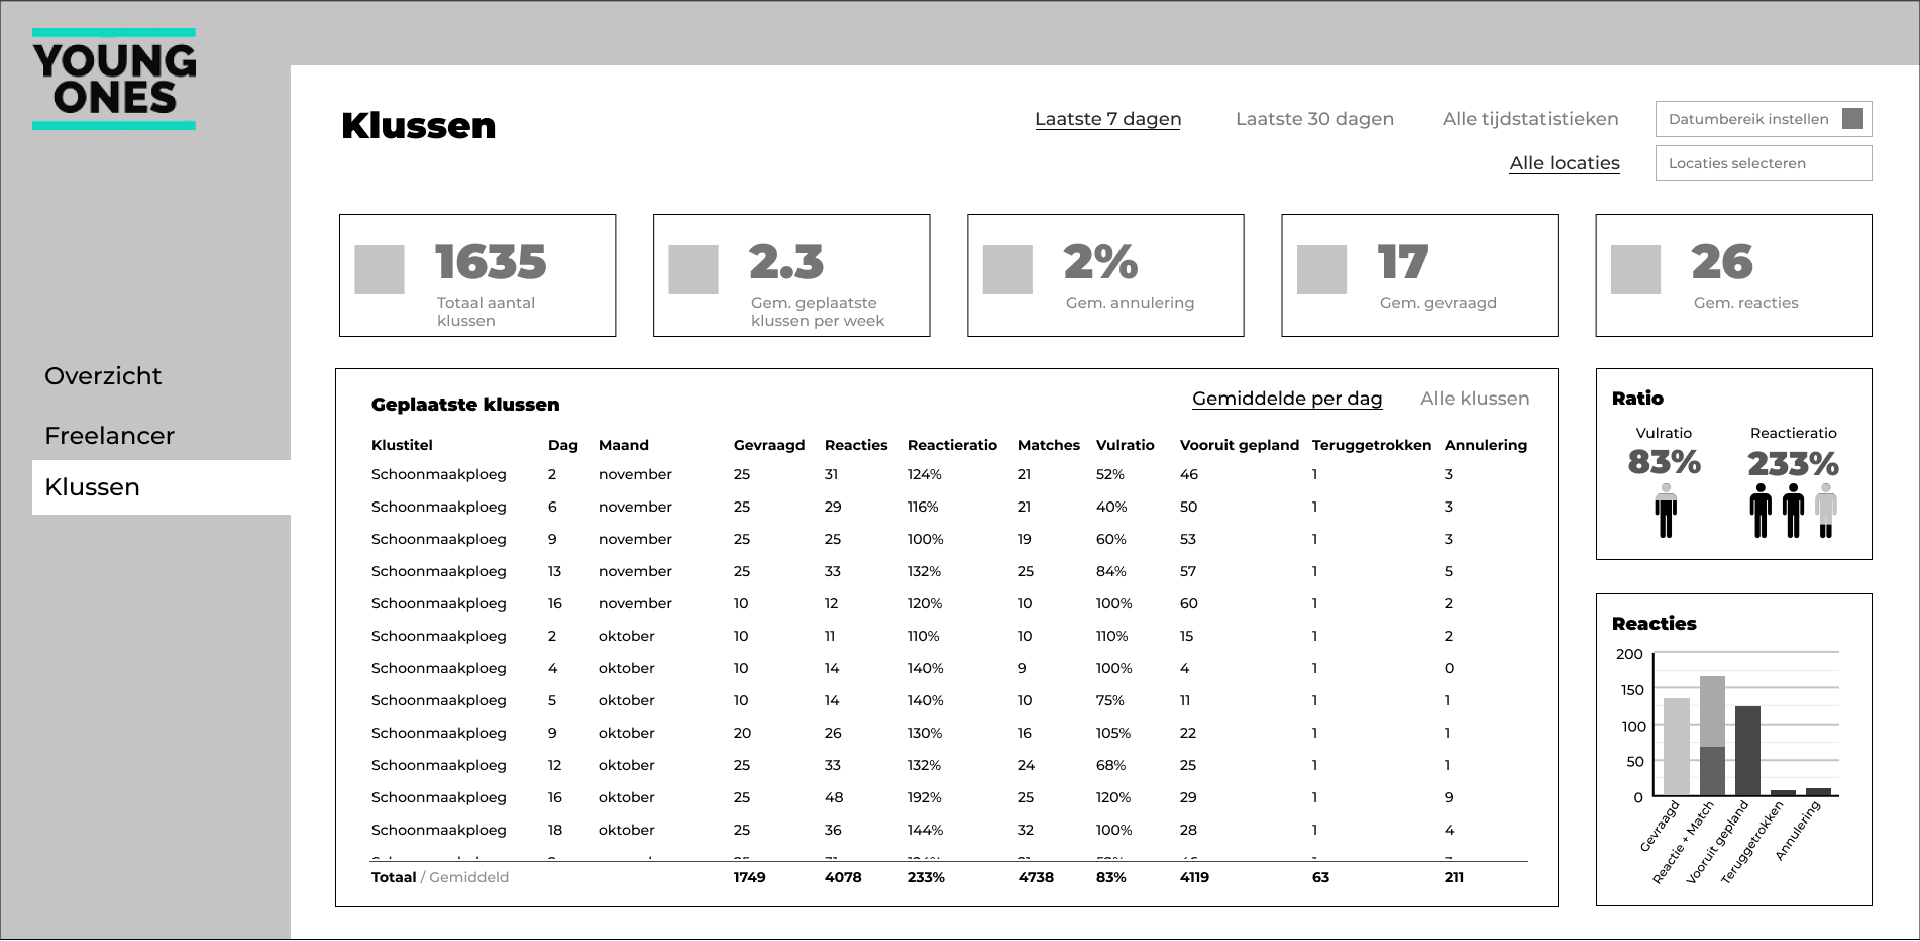 YOUNG
ONES
Overzicht
Freelancer
Klussen
Klussen
Laatste 7 dagen Laatste 30 dagen Alle tijdstatistieken Datumbereik instellen
Alle locaties Locaties selecteren
1635
Totaal aantal
klussen
2.3
Gem. geplaatste
klussen per week
2%
Gem. annulering
17
Gem. gevraagd
26
Gem. reacties
Geplaatste klussen Gemiddelde per dag Alle klussen
Klustitel Dag Maand Gevraagd Reacties Reactieratio Matches Vulratio Vooruit gepland Teruggetrokken Annulering
Schoonmaakploeg 2 november 25 31 124% 21 52% 46 1 3
Schoonmaakploeg 6 november 25 29 116% 21 40% 50 1 3
Schoonmaakploeg 9 november 25 25 100% 19 60% 53 1 3
Schoonmaakploeg 13 november 25 33 132% 25 84% 57 1 5
Schoonmaakploeg 16 november 10 12 120% 10 100% 60 1 2
Schoonmaakploeg 2 oktober 10 11 110% 10 110% 15 1 2
Schoonmaakploeg 4 oktober 10 14 140% 9 100% 4 1 0
Schoonmaakploeg 5 oktober 10 14 140% 10 75% 11 1 1
Schoonmaakploeg 9 oktober 20 26 130% 16 105% 22 1 1
Schoonmaakploeg 12 oktober 25 33 132% 24 68% 25 1 1
Schoonmaakploeg 16 oktober 25 48 192% 25 120% 29 1 9
Schoonmaakploeg 18 oktober 25 36 144% 32 100% 28 1 4
Totaal / Gemiddeld 1749 4078 233% 4738 83% 4119 63 211
Ratio
Vulratio Reactieratio
83% 233%
Reacties
200
150
100
50
0
Gevraagd
Reactie + Match
Vooruit gepland
Teruggetrokken
Annulering